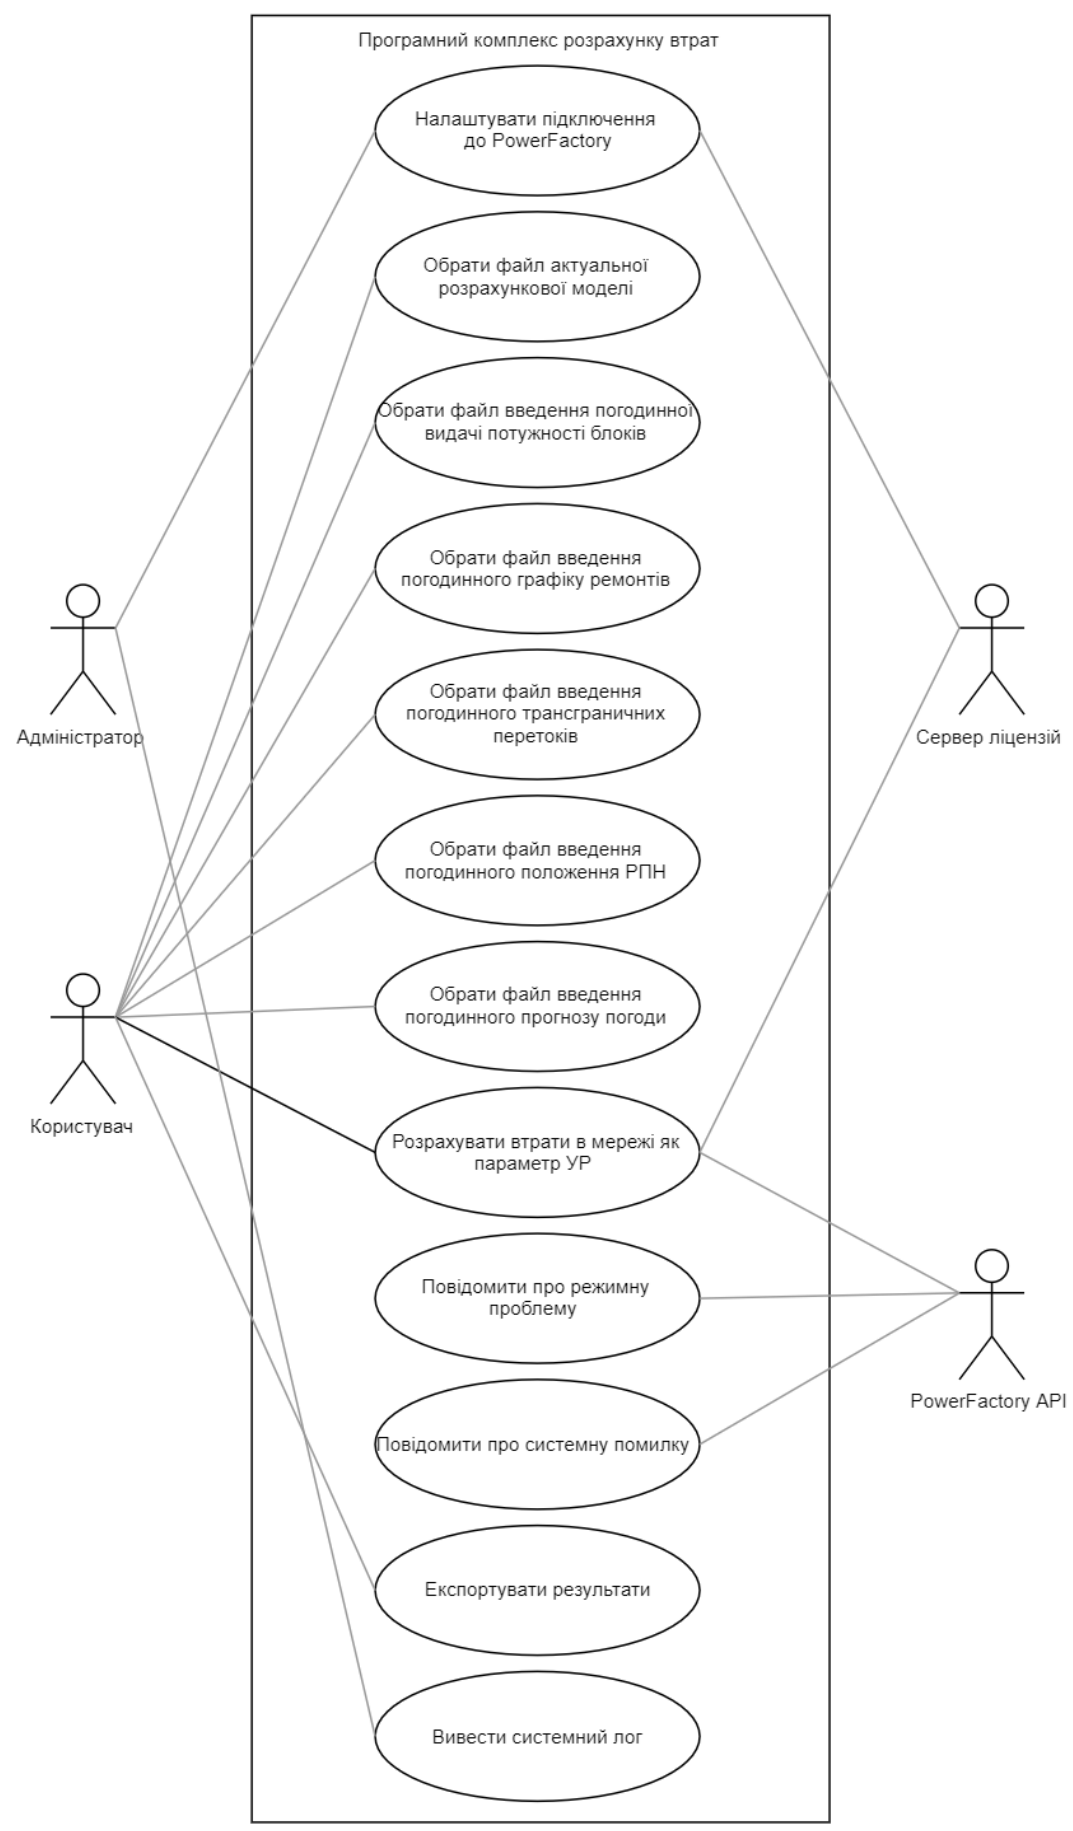 Програмний комплекс розрахунку втрат
Налаштувати підключення
до PowerFactory
Обрати файл актуальної
розрахункової моделі
Обрати файл введення погодинної
видачі потужності блоків
Обрати файл введення
погодинного графіку ремонтів
Обрати файл введення
погодинного трансграничних
перетоків
Адміністратор
Сервер ліцензій
Обрати файл введення
погодинного положення РПН
Обрати файл введення
погодинного прогнозу погоди
Користувач
Розрахувати втрати в мережі як
параметр УР
Повідомити про режимну
проблему
PowerFactory API
Повідомити про системну помилку
Експортувати результати
Вивести системний лог